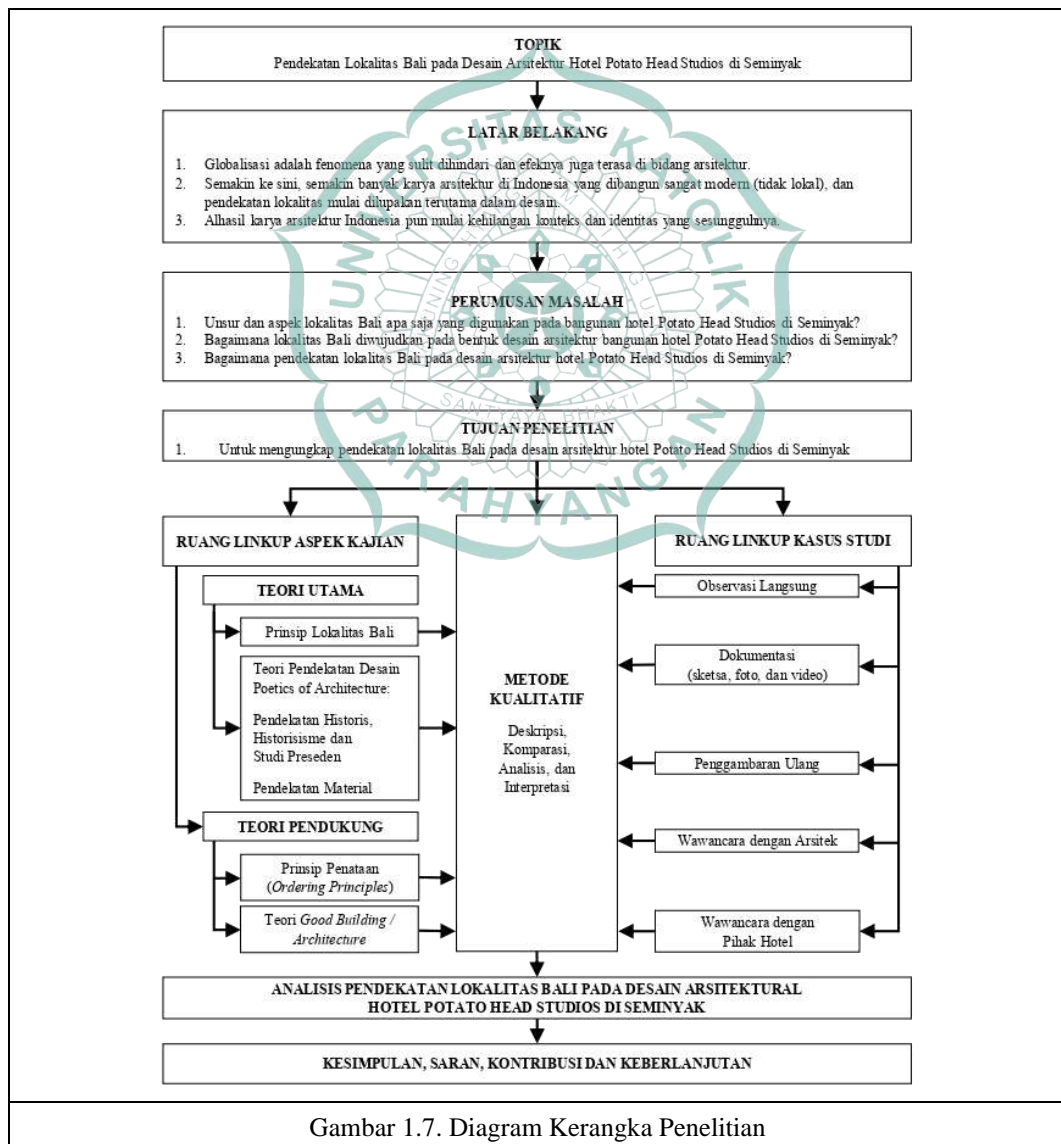 TOPIK
Pendekatan Lokalitas Bali pada Desain Arsitektur Hotel Potato Head Studios di Seminyak
LATAR BELAKANG
1. Globalisasi adalah fenomena yang sulit dihindari dan efeknya juga terasa di bidang arsitektur.
2. Semakin ke sini, semakin banyak karya arsitektur di Indonesia yang dibangun sangat modern (tidak lokal), dan
pendekatan lokalitas mulai dilupakan terutama dalam desain.
3. Alhasil karya arsitektur Indonesia pun mulai kehilangan konteks dan identitas yang sesungguhnya.
PERUMUSAN MASALAH
1. Unsur dan aspek lokalitas Bali apa saja yang digunakan pada bangunan hotel Potato Head Studios di Seminyak?
2. Bagaimana lokalitas Bali diwujudkan pada bentuk desain arsitektur bangunan hotel Potato Head Studios di Seminyak?
3. Bagaimana pendekatan lokalitas Bali pada desain arsitektur hotel Potato Head Studios di Seminyak?
TUJUAN PENELITIAN
1. Untuk mengungkap pendekatan lokalitas Bali pada desain arsitektur hotel Potato Head Studios di Seminyak
RUANG LINKUP ASPEK KAJIAN
TEORI UTAMA
Prinsip Lokalitas Bali
Teori Pendekatan Desain
Poetics of Architecture:
Pendekatan Historis,
Historisisme dan
Studi Preseden
Pendekatan Material
TEORI PENDUKUNG
Prinsip Penataan
(Ordering Principles)
Teori Good Building /
Architecture
METODE
KUALITATIF
Deskripsi,
Komparasi,
Analisis, dan
Interpretasi
RUANG LINKUP KASUS STUDI
Observasi Langsung
Dokumentasi
(sketsa, foto, dan video)
Penggambaran Ulang
Wawancara dengan Arsitek
Wawancara dengan
Pihak Hotel
ANALISIS PENDEKATAN LOKALITAS BALI PADA DESAIN ARSITEKTURAL
HOTEL POTATO HEAD STUDIOS DI SEMINYAK
KESIMPULAN, SARAN, KONTRIBUSI DAN KEBERLANJUTAN
Gambar 1.7. Diagram Kerangka Penelitian
UNIVERSITAS KATOLIK
PARAHYANGAN
SANTYAYA BHAKTI